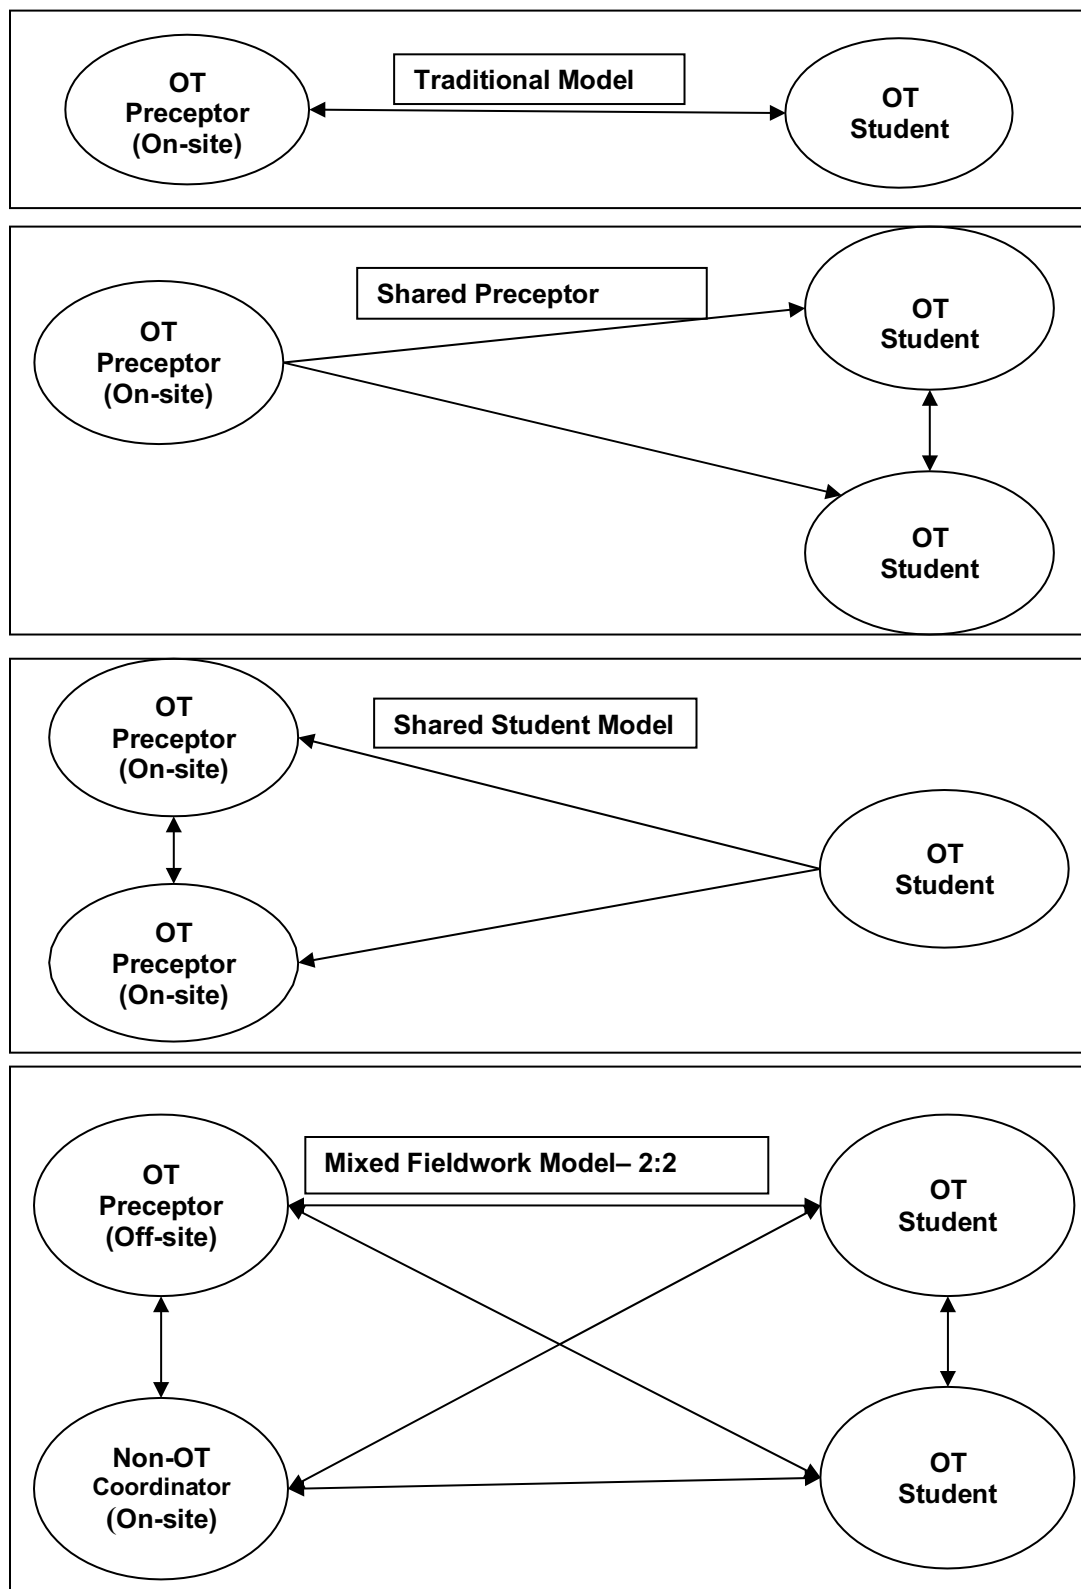 Traditional Model
OT
Preceptor
(On-site)
OT
Student
Shared Preceptor
OT
Preceptor
(On-site)
OT
Student
OT
Student
Shared Student Model
OT
Preceptor
(On-site)
OT
Preceptor
(On-site)
OT
Student
Mixed Fieldwork Model– 2:2
OT
Preceptor
(Off-site)
OT
Student
Non-OT
Coordinator
(On-site)
OT
Student